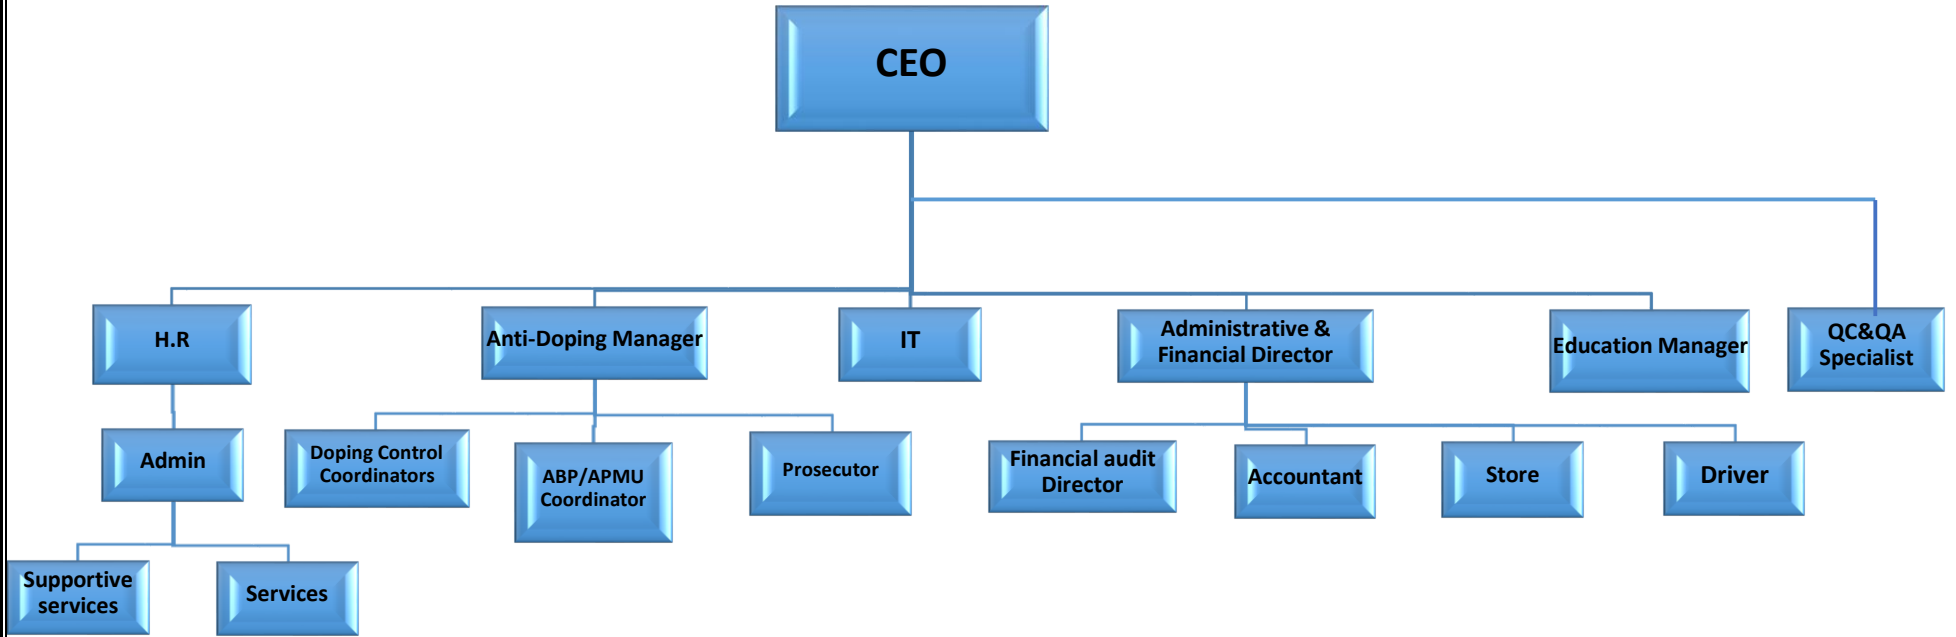 CEO
H.R
Anti-Doping Manager
IT
Administrative &
Financial Director
Education Manager
QC&QA
Specialist
Admin
Doping Control
Coordinators
ABP/APMU
Coordinator
Prosecutor
Financial audit
Director
Accountant
Store
Driver
Supportive
services
Services